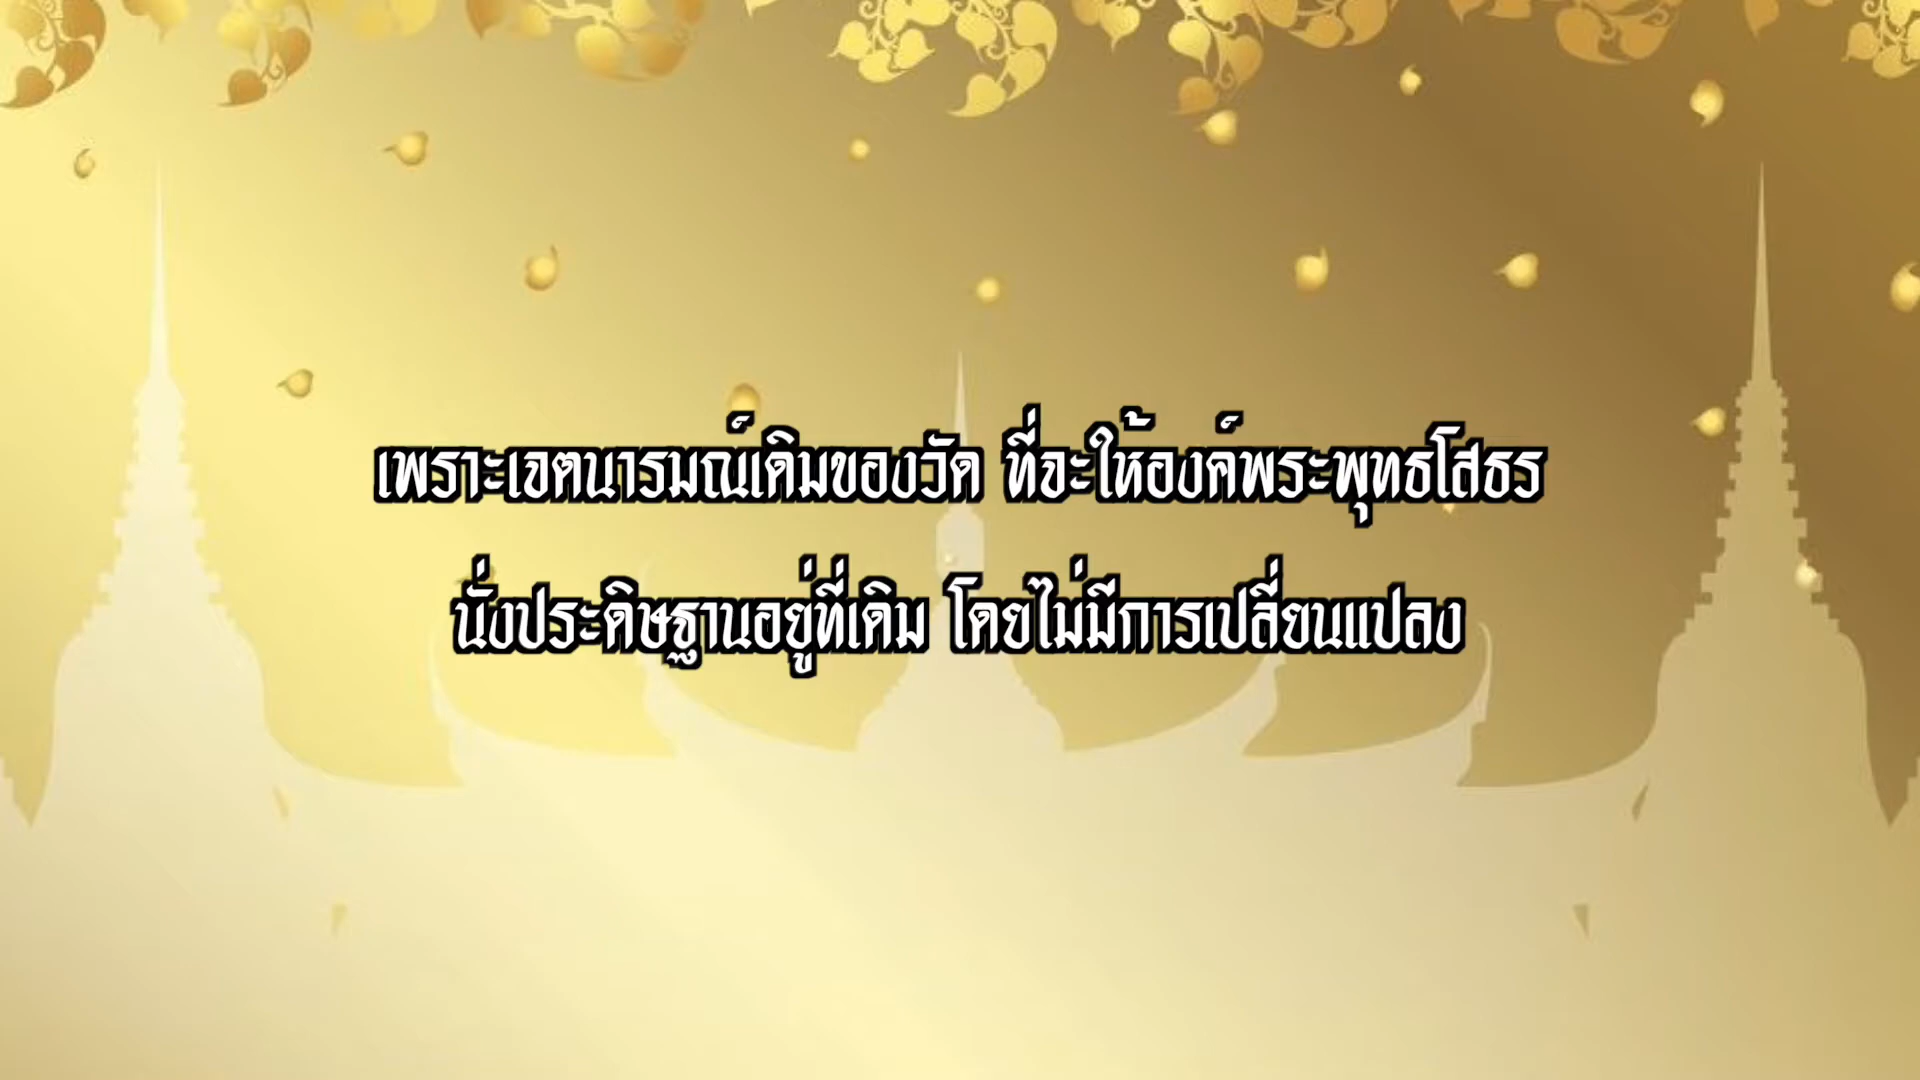 เพราะเจตนารมณ์เดิมของวัด ที่จะให้องค์พระพุทธโสธร
นั่งประดิษฐานอยู่ที่เดิม โดยไม่มีการเปลี่ยนแปลง